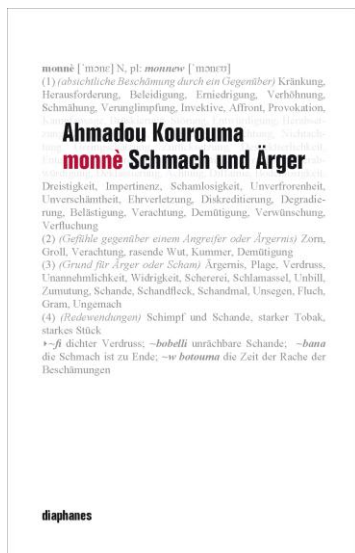 monnè ['mɔnɛ] N, pl: monnew ['mɔnɛʊ]
(1) (absichtliche Beschämung durch ein Gegenüber) Kränkung,
Herausforderung, Beleidigung, Erniedrigung, Verhöhnung,
Schmähung, Verunglimpfung, Invektive, Affront, Provokation,
Ahmadou Kourouma
monnè Schmach und Ärger
Dreistigkeit, Impertinenz, Schamlosigkeit, Unverfrorenheit,
Unverschämtheit, Ehrverletzung, Diskreditierung, Degradie-
rung, Belästigung, Verachtung, Demütigung, Verwünschung,
Verfluchung
(2) (Gefühle gegenüber einem Angreifer oder Ärgernis) Zorn,
Groll, Verachtung, rasende Wut, Kummer, Demütigung
(3) (Grund für Ärger oder Scham) Ärgernis, Plage, Verdruss,
Unannehmlichkeit, Widrigkeit, Schererei, Schlamassel, Unbill,
Zumutung, Schande, Schandfleck, Schandmal, Unsegen, Fluch,
Gram, Ungemach
(4) (Redewendungen) Schimpf und Schande, starker Tobak,
starkes Stück
~fi dichter Verdruss; ~bobelli unrächbare Schande; ~bana
die Schmach ist zu Ende; ~w botouma die Zeit der Rache der
Beschämungen
diaphanes